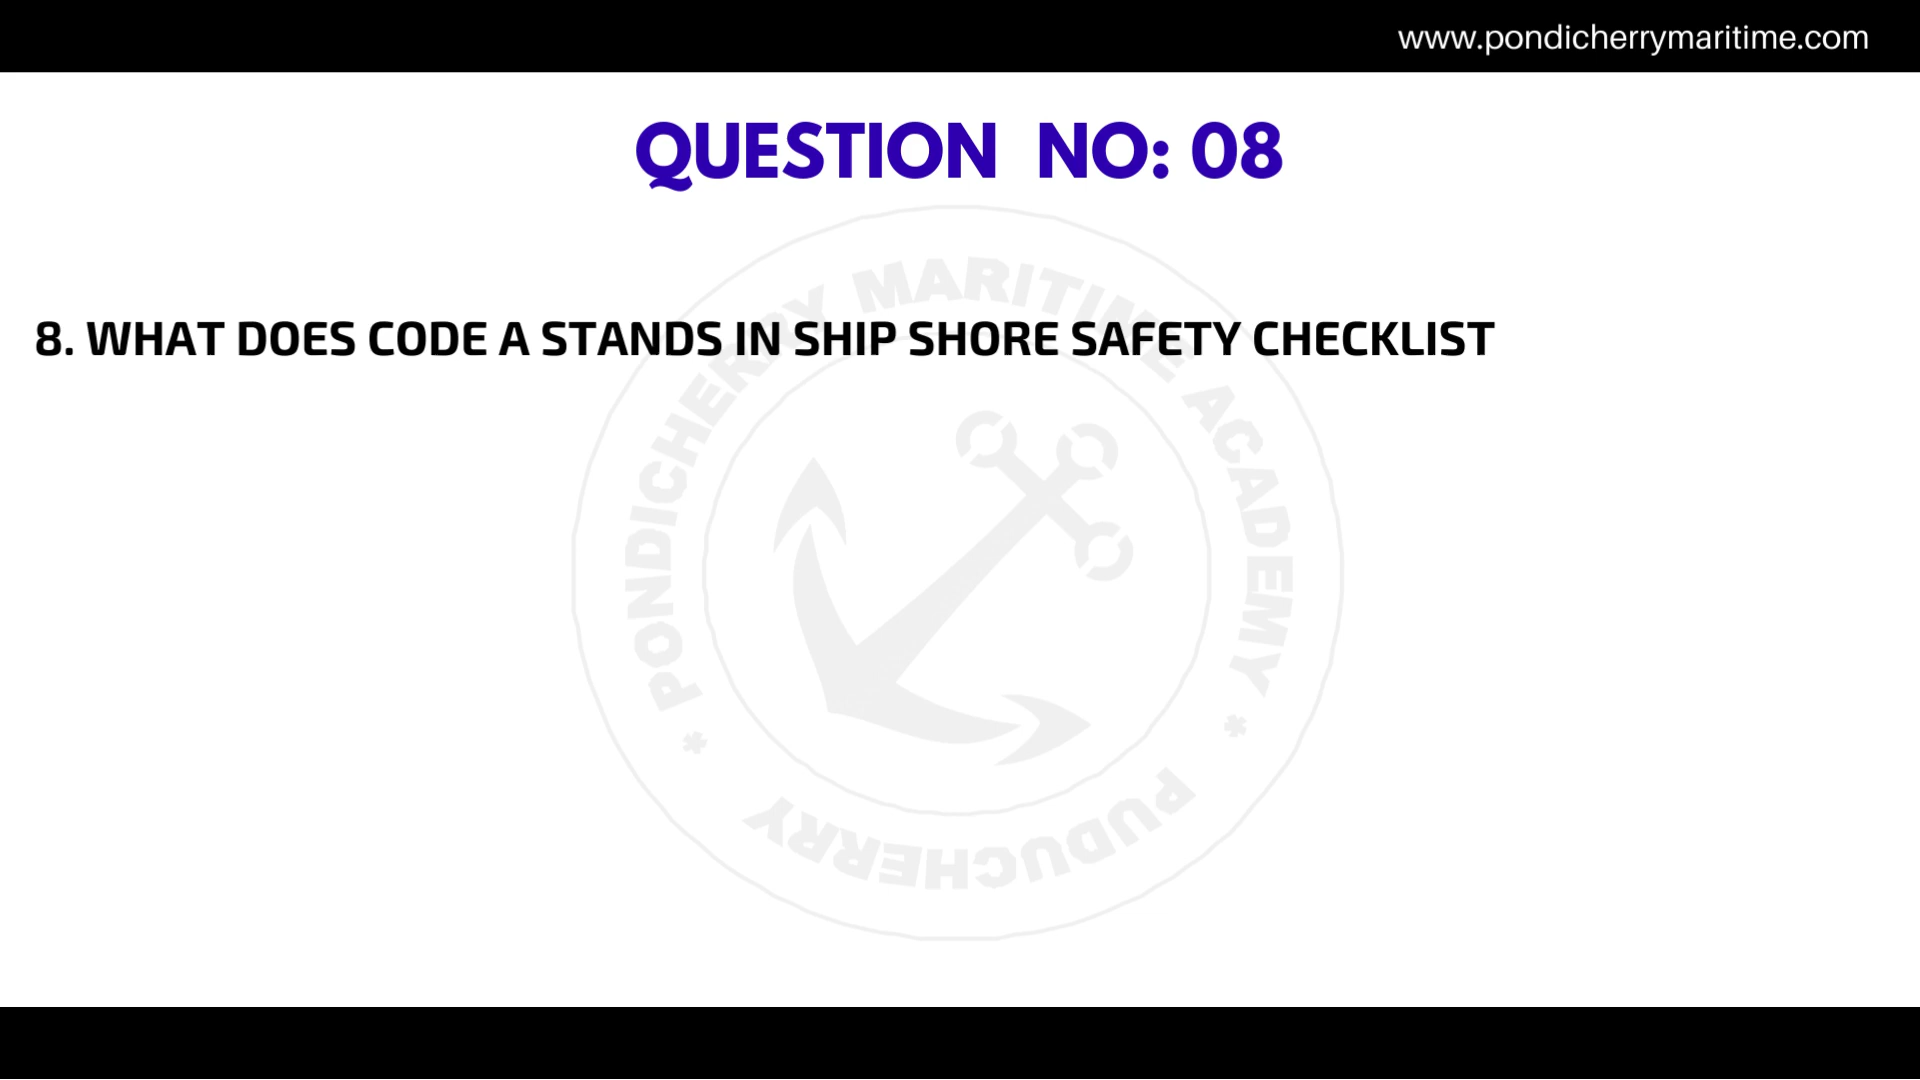 www.pondicherrymaritime.com
QUESTION NO: 08
8. WHAT DOES CODE A STANDS IN SHIP SHORE SAFETY CHECKLIST
* PONDICHERRY MARITIME ACADEMY *
PUDUCHERRY